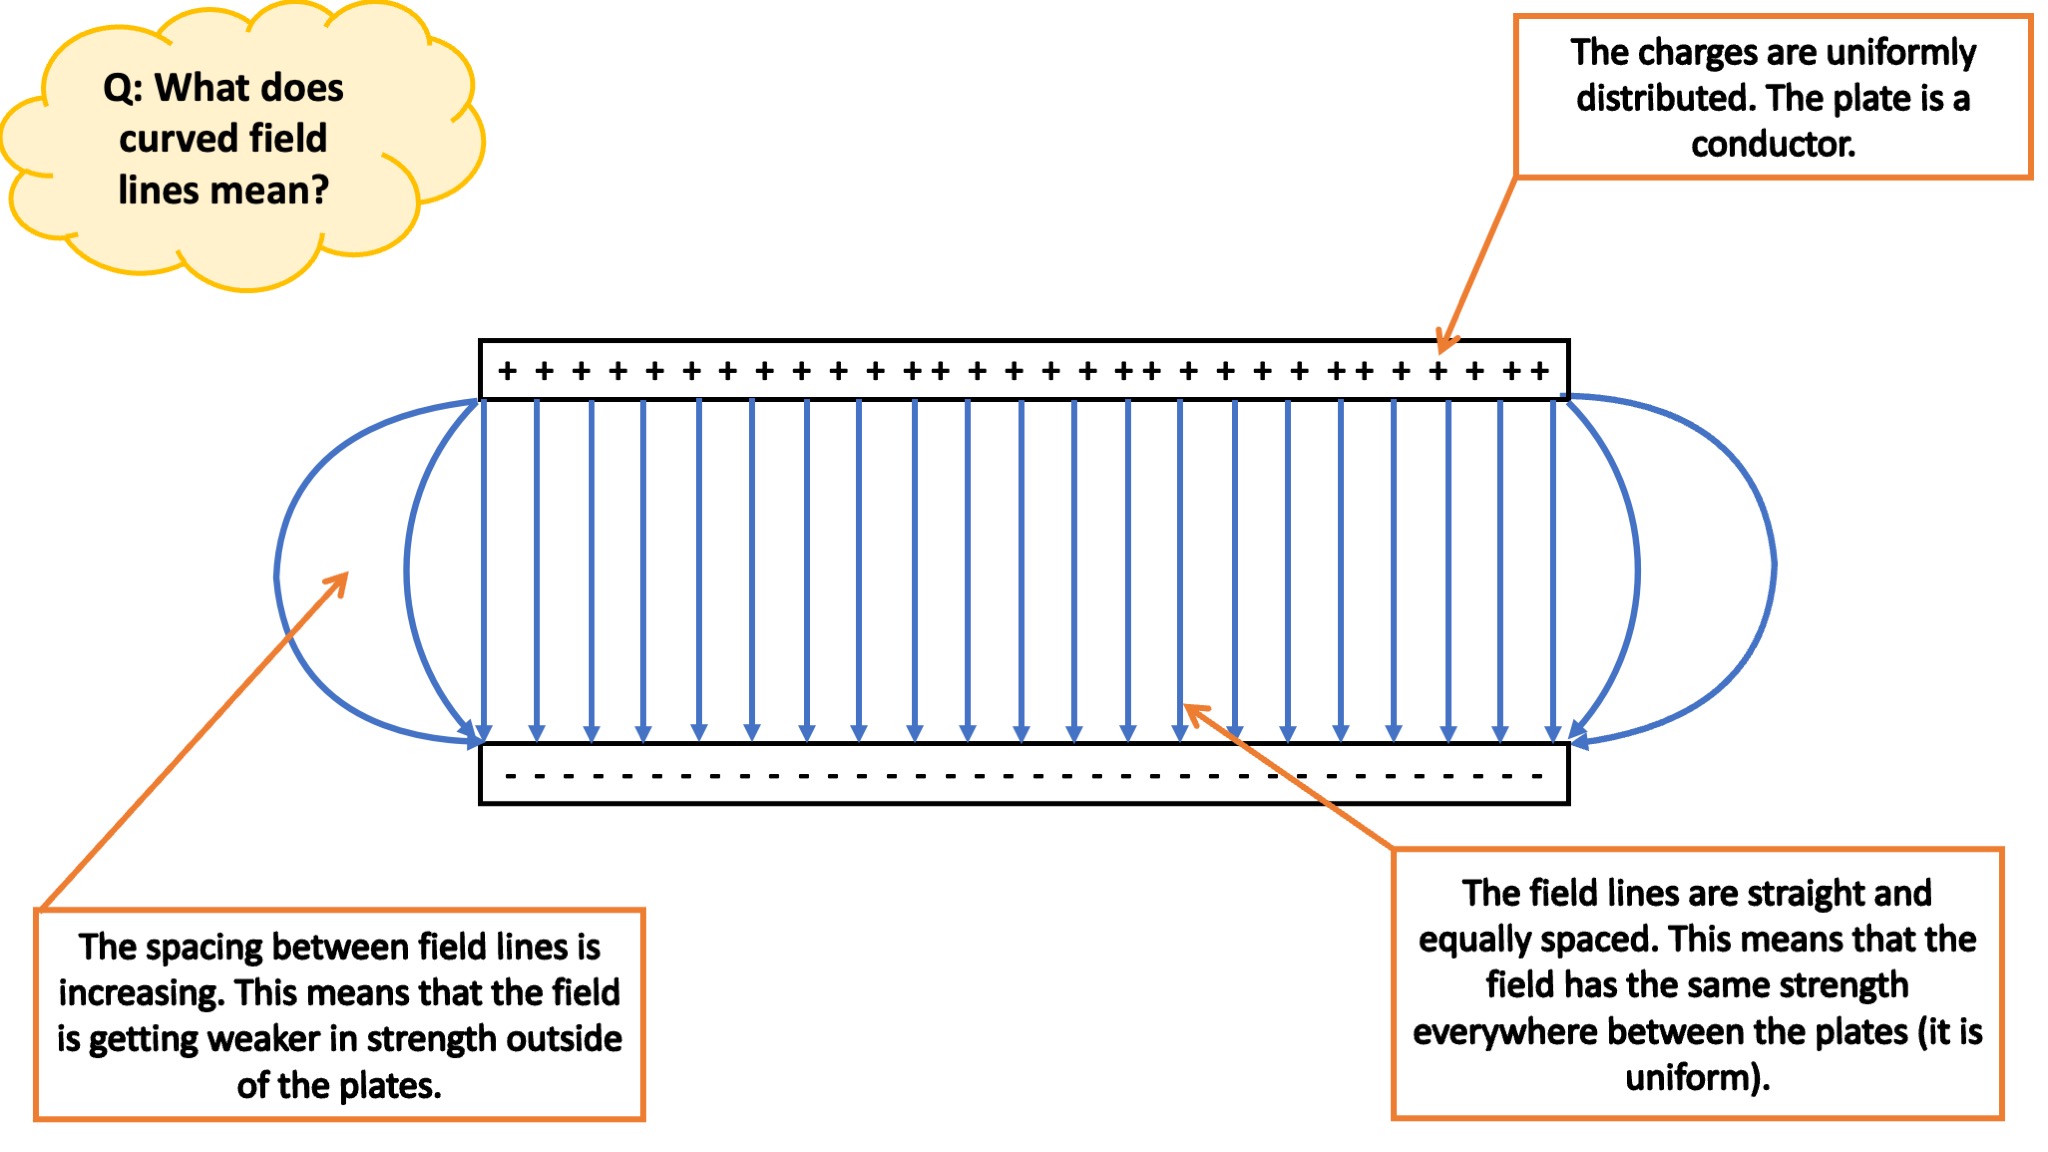 Q: What does
curved field
lines mean?
The charges are uniformly
distributed. The plate is a
conductor.
+ + + + + + + + + + + + + + + + + + + + + + + + + + + + + +
- - - - - - - - - - - - - - - - - - - - - - - - - - - - - - - - - - - -
The spacing between field lines is
increasing. This means that the field
is getting weaker in strength outside
of the plates.
The field lines are straight and
equally spaced. This means that the
field has the same strength
everywhere between the plates (it is
uniform).